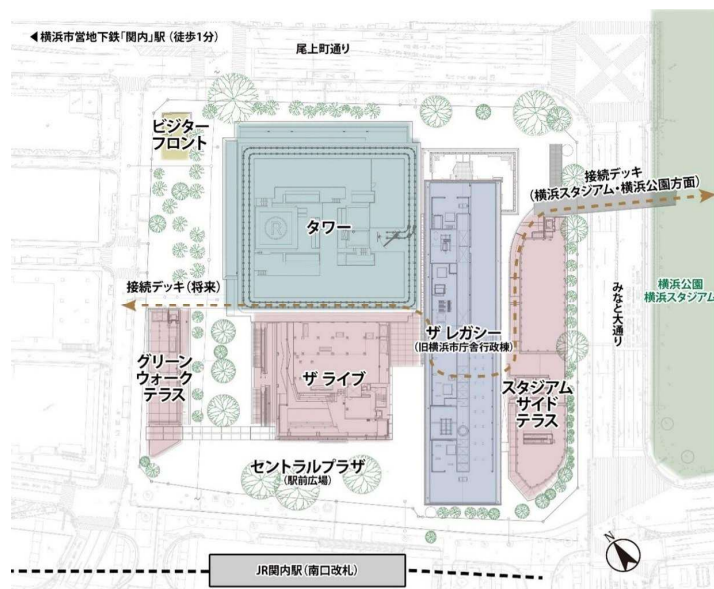 ◀横浜市営地下鉄「関内」駅（徒歩1分）
尾上町通り
ビジター
フロント
タワー
接続デッキ
（横浜スタジアム・横浜公園方面）
接続デッキ（将来）
みなと大通り
横浜公園
横浜スタジアム
グリーン
ウォーク
テラス
ザ ライブ
ザ レガシー
（旧横浜市庁舎行政棟）
スタジアム
サイド
テラス
セントラルプラザ
（駅前広場）
N
JR関内駅（南口改札）
R